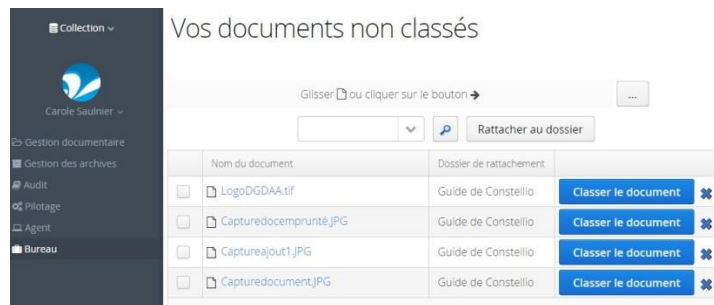 Collection
Vos documents non classés
Glisser ou cliquer sur le bouton
...
Carole Saulnier
Rattacher au dossier
Gestion documentaire
Gestion des archives
Audit
Pilotage
Agent
Bureau
Nom du document Dossier de rattachement
LogoDGDAA.tif Guide de Constellio Classer le document
Capturedocemprunté.JPG Guide de Constellio Classer le document
Captureajout1.JPG Guide de Constellio Classer le document
Capturedocument.JPG Guide de Constellio Classer le document